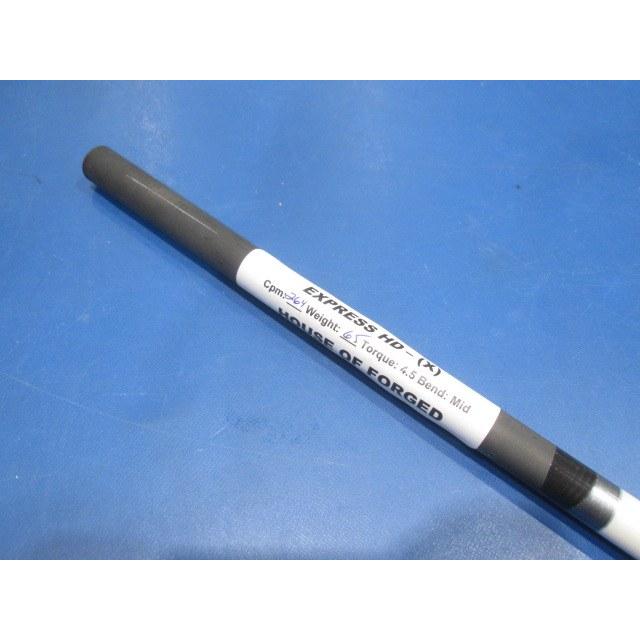 EXPRESS HD - (X)
Cpm: 264 Weight: 65 Torque: 4.5 Bend: Mid
HOUSE OF FORGED